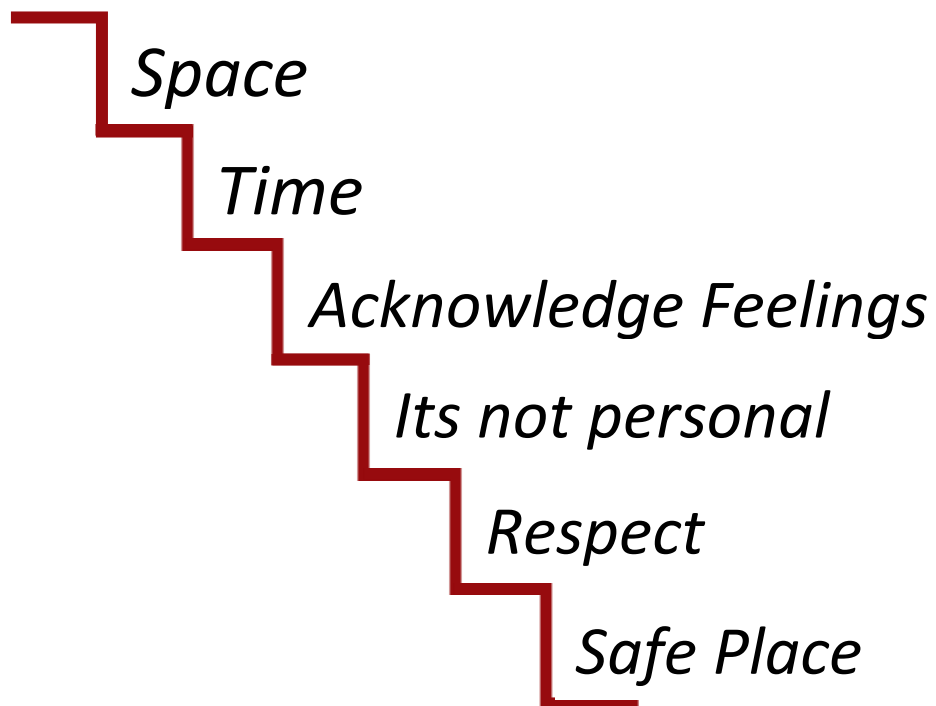 Space
Time
Acknowledge Feelings
Its not personal
Respect
Safe Place